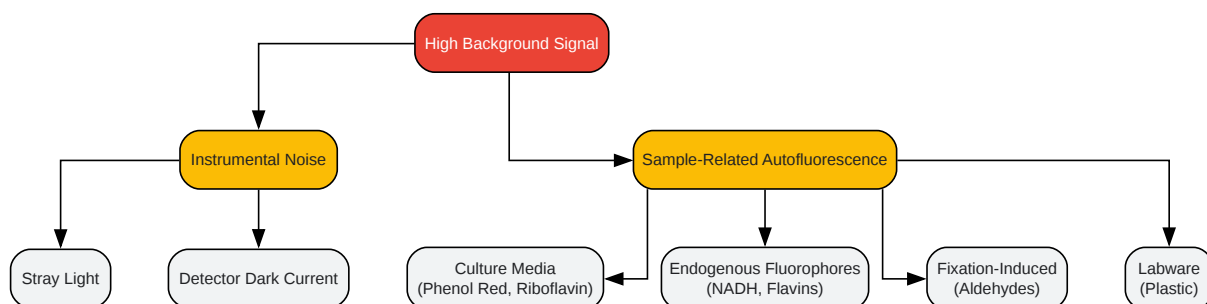 High Background Signal
Instrumental Noise
Sample-Related Autofluorescence
Stray Light
Detector Dark Current
Culture Media
(Phenol Red, Riboflavin)
Endogenous Fluorophores
(NADH, Flavins)
Fixation-Induced
(Aldehydes)
Labware
(Plastic)